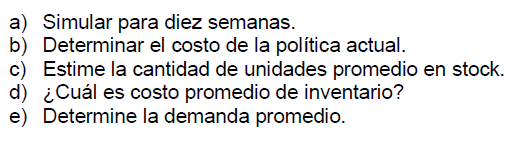 a) Simular para diez semanas.
b) Determinar el costo de la política actual.
c) Estime la cantidad de unidades promedio en stock.
d) ¿Cuál es costo promedio de inventario?
e) Determine la demanda promedio.